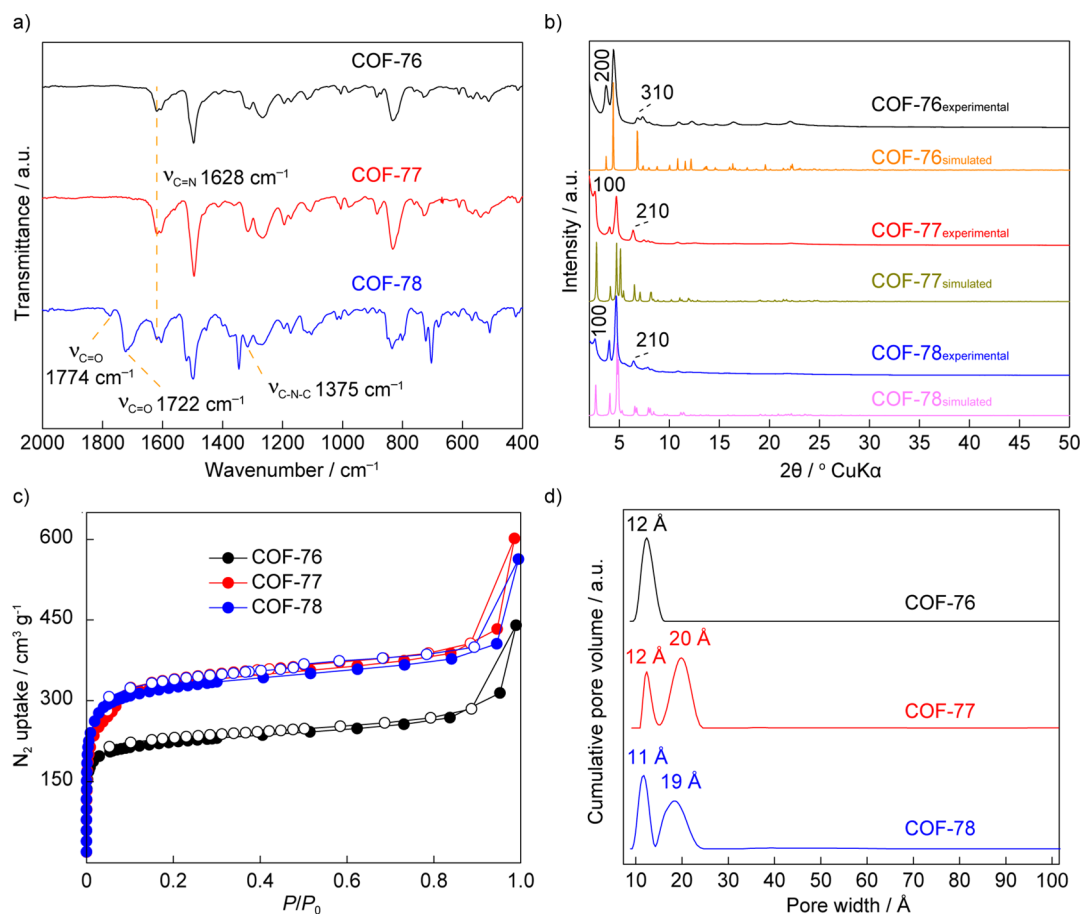 a)
COF-76
ν C=N 1628 cm⁻¹
COF-77
COF-78
ν C=O
1774 cm⁻¹
ν C=O 1722 cm⁻¹
ν C-N-C 1375 cm⁻¹
Transmittance / a.u.
2000 1800 1600 1400 1200 1000 800 600 400
Wavenumber / cm⁻¹
b)
200
310
COF-76experimental
COF-76simulated
100
210
COF-77experimental
COF-77simulated
100
210
COF-78experimental
COF-78simulated
Intensity / a.u.
5 10 15 20 25 30 35 40 45 50
2θ / ° CuKα
c)
600
450
300
150
COF-76
COF-77
COF-78
N₂ uptake / cm³ g⁻¹
0 0.2 0.4 0.6 0.8 1.0
P/P₀
d)
12 Å
COF-76
12 Å 20 Å
COF-77
11 Å
19 Å
COF-78
Cumulative pore volume / a.u.
10 20 30 40 50 60 70 80 90 100
Pore width / Å